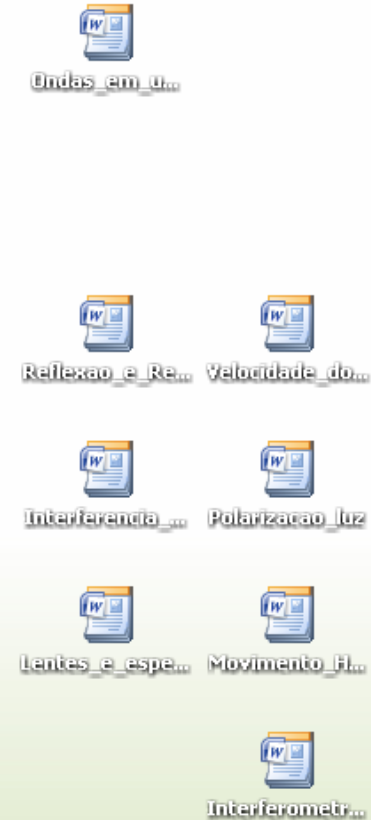 Ondas_em_u...
Reflexao_e_Re...
Velocidade_do...
Interferencia_...
Polarizacao_luz
Lentes_e_espe...
Movimento_H...
Interferometr...